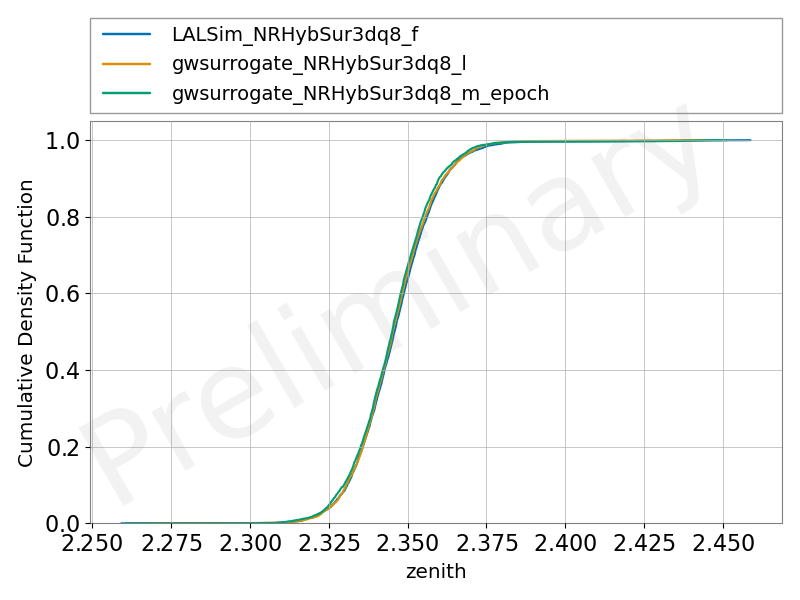 LALSim_NRHybSur3dq8_f
gwsurrogate_NRHybSur3dq8_l
gwsurrogate_NRHybSur3dq8_m_epoch
1.0
0.8
0.6
0.4
0.2
0.0
Cumulative Density Function
Preliminary
2.250 2.275 2.300 2.325 2.350 2.375 2.400 2.425 2.450
zenith